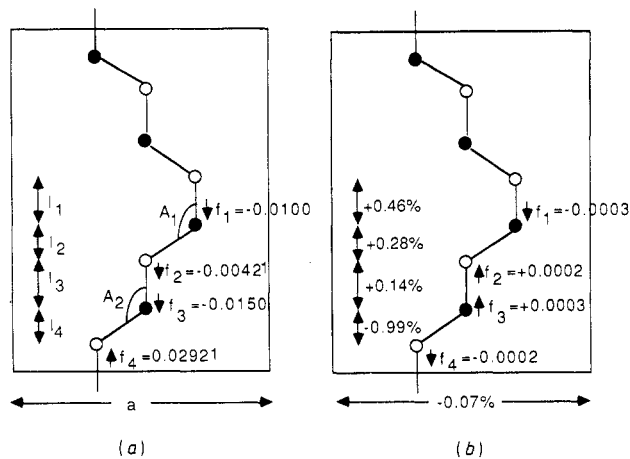 l1
l2
l3
l4
A1
f1 =-0.0100
f2 =-0.00421
A2
f3 =-0.0150
f4 =0.02921
a
(a)
+0.46%
+0.28%
+0.14%
-0.99%
f1 =-0.0003
f2 =+0.0002
f3 =+0.0003
f4 =-0.0002
-0.07%
(b)